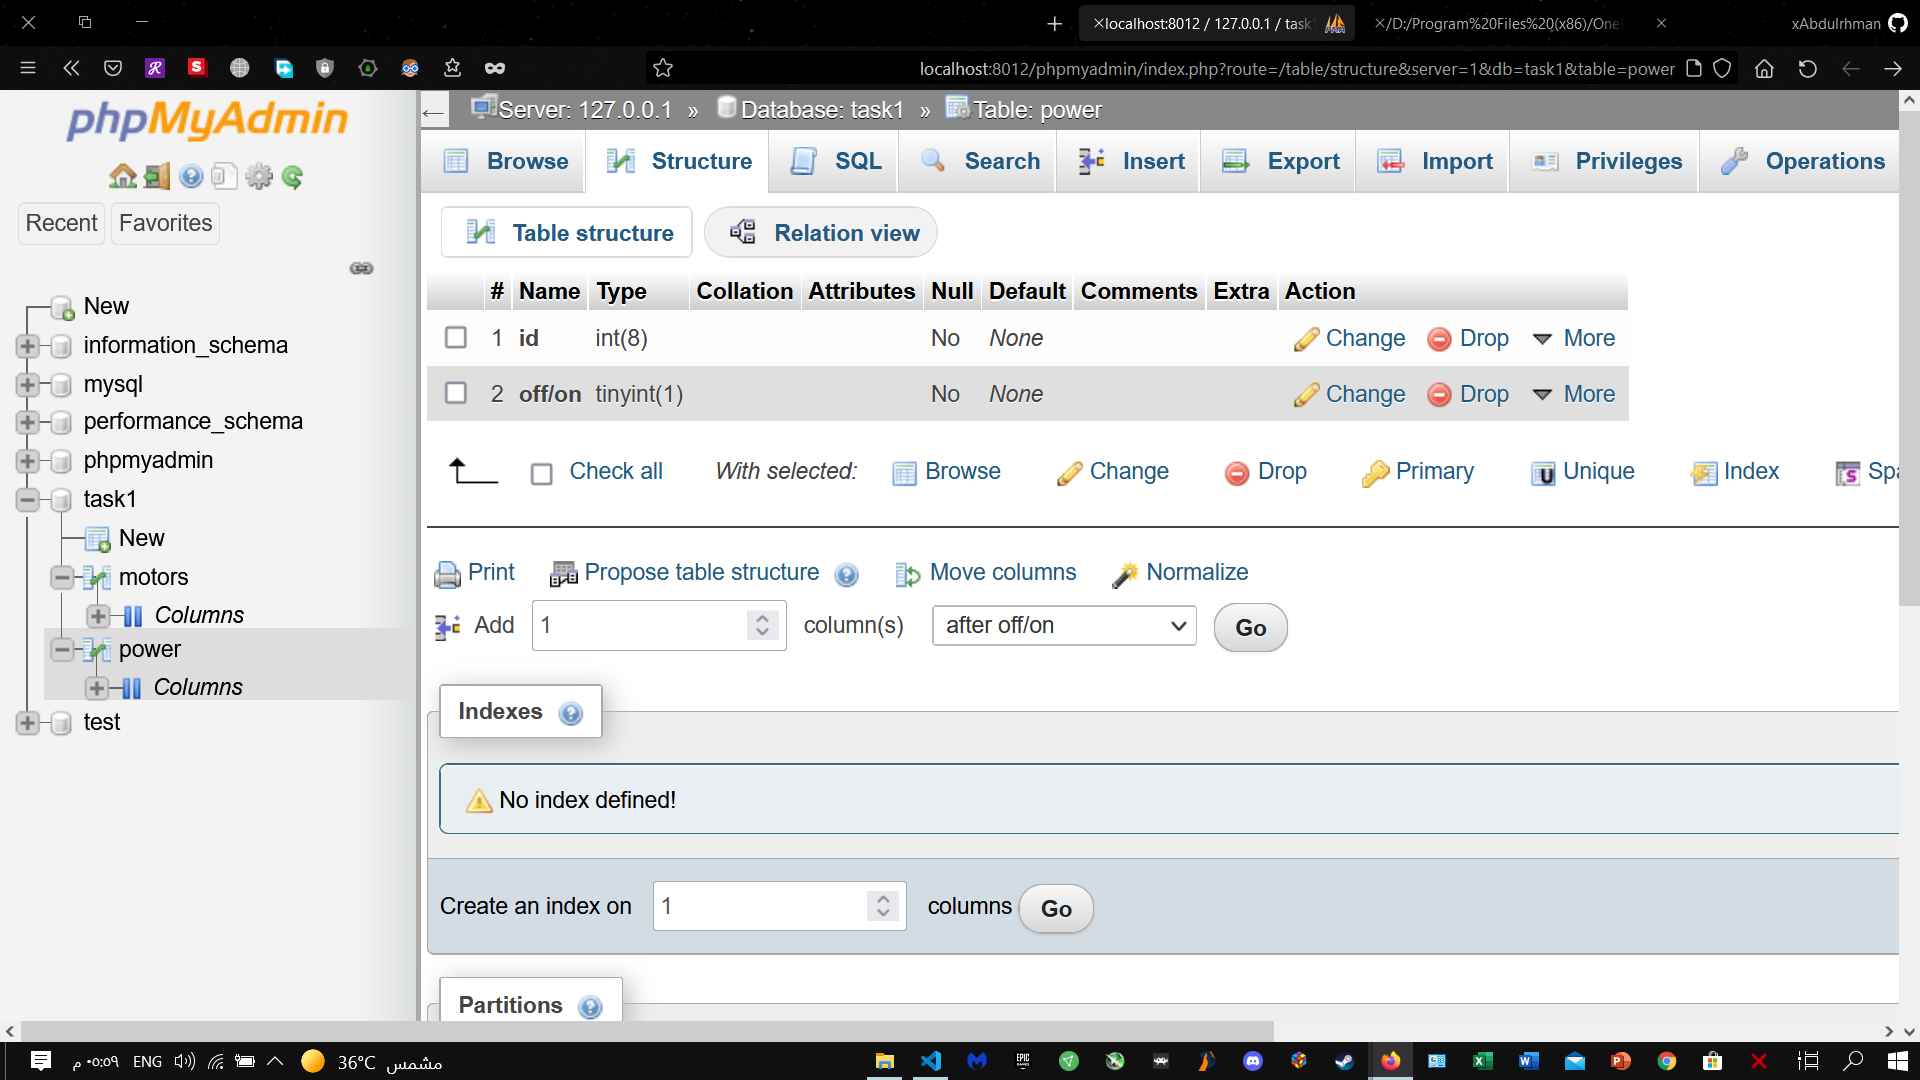 localhost:8012 / 127.0.0.1 / task
/D:/Program%20Files%20(x86)/One
xAbdulrhman
localhost:8012/phpmyadmin/index.php?route=/table/structure&server=1&db=task1&table=power
phpMyAdmin
Recent
Favorites
New
information_schema
mysql
performance_schema
phpmyadmin
task1
New
motors
Columns
power
Columns
test
Server: 127.0.0.1 » Database: task1 » Table: power
Browse Structure SQL Search Insert Export Import Privileges Operations
Table structure Relation view
# Name Type Collation Attributes Null Default Comments Extra Action
1 id int(8) No None Change Drop More
2 off/on tinyint(1) No None Change Drop More
Check all With selected: Browse Change Drop Primary Unique Index Spa
Print Propose table structure Move columns Normalize
Add 1 column(s) after off/on Go
Indexes
No index defined!
Create an index on 1 columns Go
Partitions
م ٠٥:٥٩ ENG 36°C مشمس